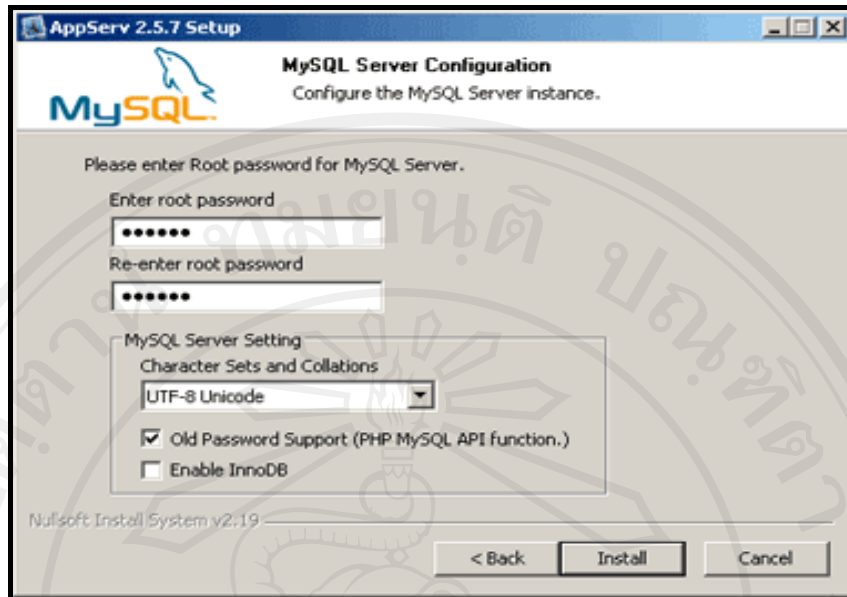 AppServ 2.5.7 Setup
MySQL
MySQL Server Configuration
Configure the MySQL Server instance.
Please enter Root password for MySQL Server.
Enter root password
••••••
Re-enter root password
••••••
MySQL Server Setting
Character Sets and Collations
UTF-8 Unicode
Old Password Support (PHP MySQL API function.)
Enable InnoDB
Nullsoft Install System v2.19
< Back
Install
Cancel